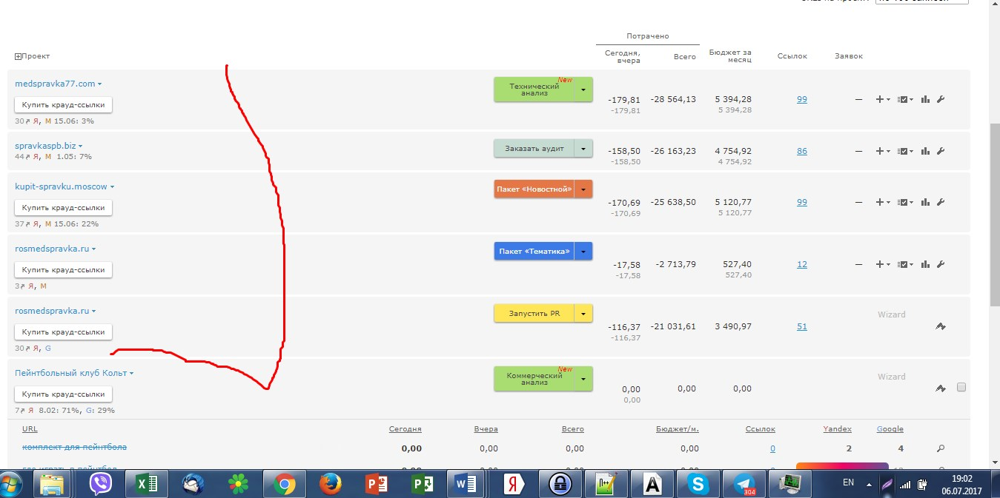 Потрачено
Проект
Сегодня, вчера
Всего
Бюджет за месяц
Ссылок
Заявок
medspravka77.com
New
Технический анализ
-179,81
-28 564,13
5 394,28
99
—
Купить крауд-ссылки
-179,81
5 394,28
30 Я, М 15.06: 3%
spravkaspb.biz
Заказать аудит
-158,50
-26 163,23
4 754,92
86
—
44 Я, М 1.05: 7%
-158,50
4 754,92
kupit-spravku.moscow
Пакет «Новостной»
-170,69
-25 638,50
5 120,77
99
—
Купить крауд-ссылки
-170,69
5 120,77
37 Я, М 15.06: 22%
rosmedspravka.ru
Пакет «Тематика»
-17,58
-2 713,79
527,40
12
—
Купить крауд-ссылки
-17,58
527,40
3 Я, М
rosmedspravka.ru
Запустить PR
Wizard
-116,37
-21 031,61
3 490,97
51
Купить крауд-ссылки
-116,37
30 Я, G
Пейнтбольный клуб Кольт
New
Коммерческий анализ
Wizard
0,00
0,00
0,00
Купить крауд-ссылки
0,00
7 Я 8.02: 71%, G: 29%
URL
Сегодня
Вчера
Всего
Бюджет/м.
Ссылок
Yandex
Google
комплект для пейнтбола
0,00
0,00
0,00
0,00
0
2
4
304
EN
19:02
06.07.2017